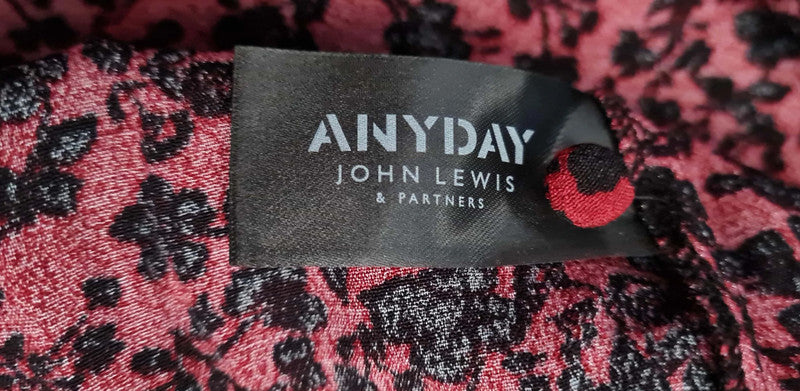 ANYDAY
JOHN LEWIS
& PARTNERS